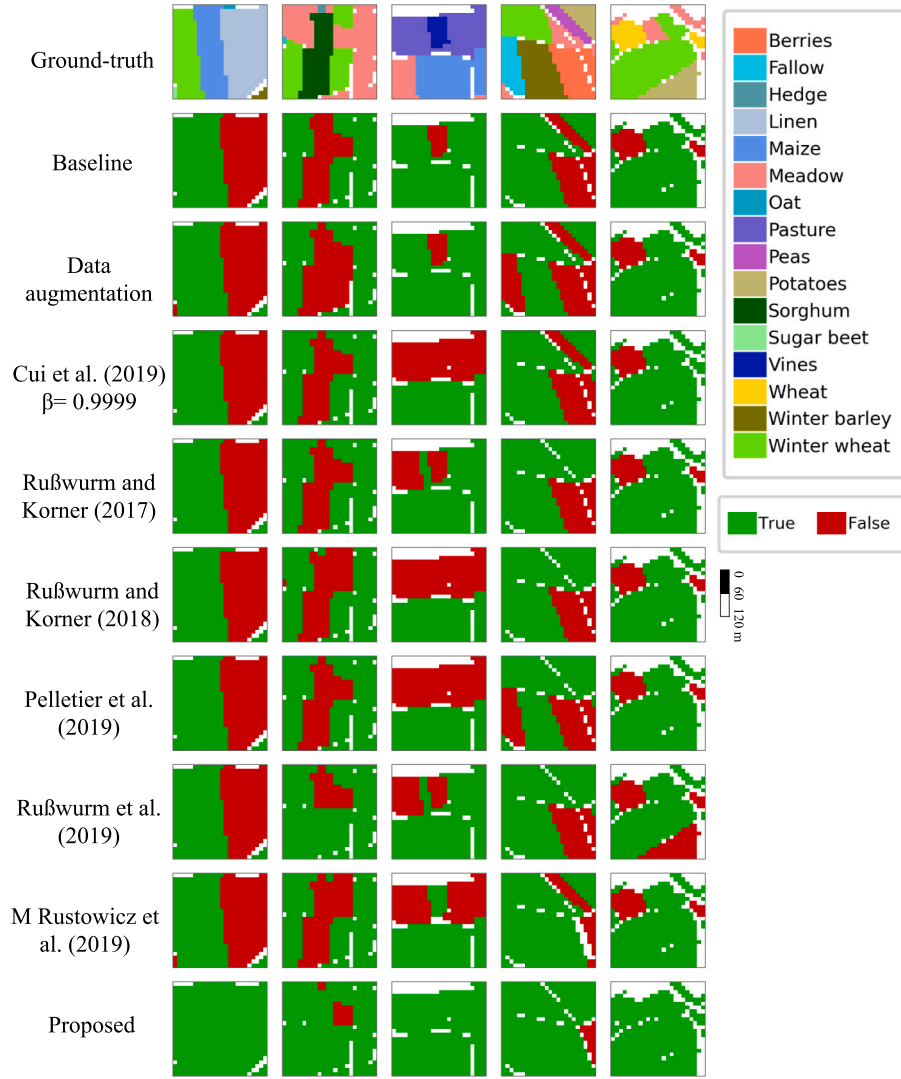 Ground-truth
Baseline
Data
augmentation
Cui et al. (2019)
β= 0.9999
Rußwurm and
Korner (2017)
Rußwurm and
Korner (2018)
Pelletier et al.
(2019)
Rußwurm et al.
(2019)
M Rustowicz et
al. (2019)
Proposed
Berries
Fallow
Hedge
Linen
Maize
Meadow
Oat
Pasture
Peas
Potatoes
Sorghum
Sugar beet
Vines
Wheat
Winter barley
Winter wheat
True False
0 60 120 m